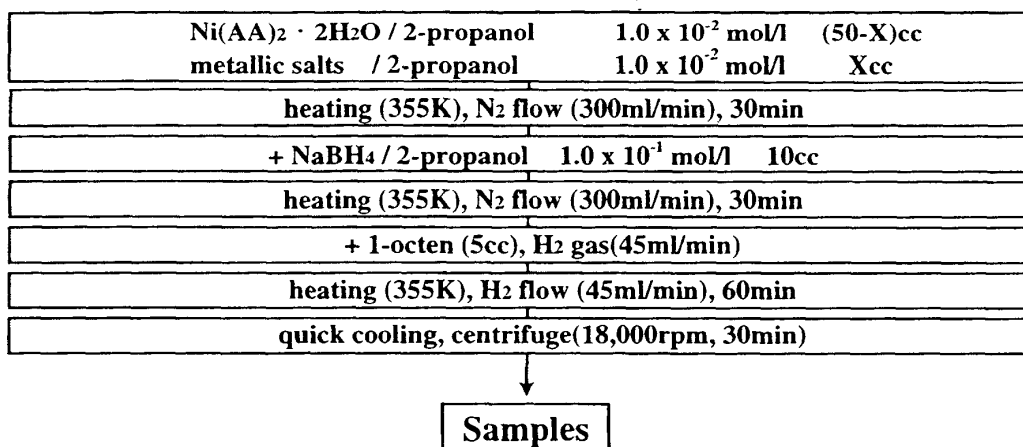 Ni(AA)2 · 2H2O / 2-propanol 1.0 x 10-2 mol/l (50-X)cc
metallic salts / 2-propanol 1.0 x 10-2 mol/l Xcc
heating (355K), N2 flow (300ml/min), 30min
+ NaBH4 / 2-propanol 1.0 x 10-1 mol/l 10cc
heating (355K), N2 flow (300ml/min), 30min
+ 1-octen (5cc), H2 gas(45ml/min)
heating (355K), H2 flow (45ml/min), 60min
quick cooling, centrifuge(18,000rpm, 30min)
Samples